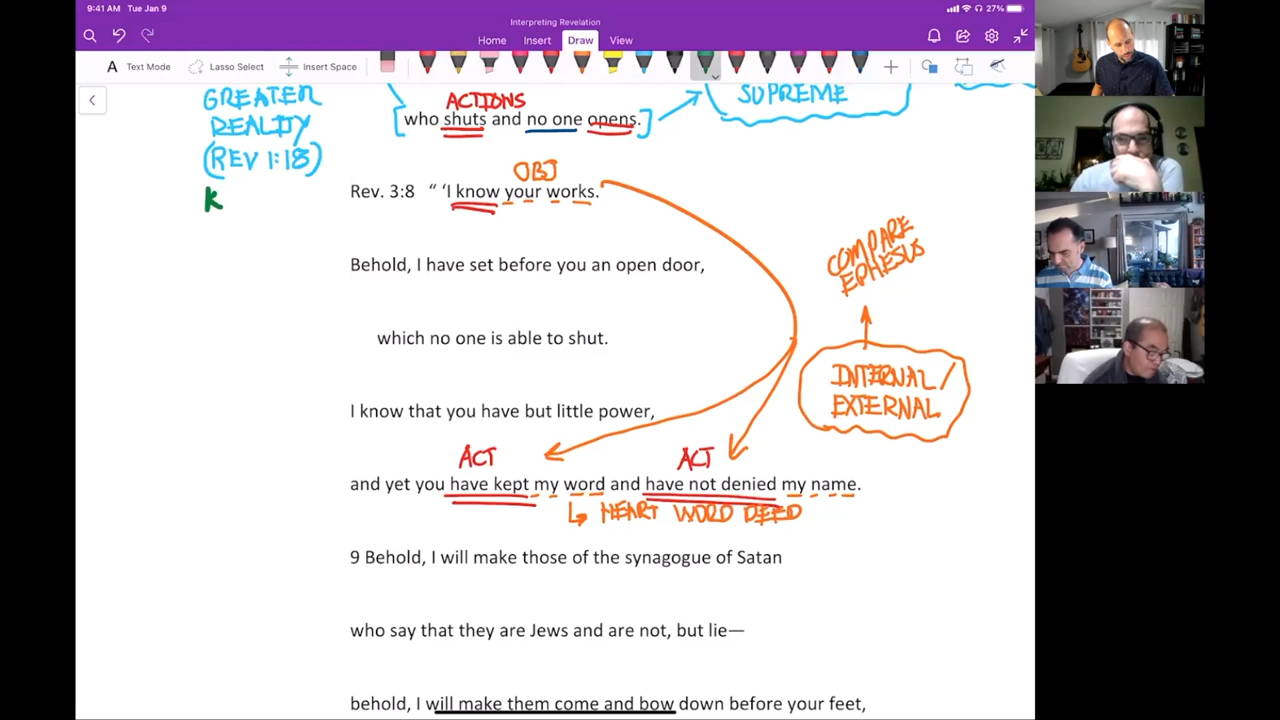 9:41 AM Tue Jan 9
27%
Interpreting Revelation
Home Insert Draw View
Text Mode Lasso Select Insert Space
GREATER
REALITY
(REV 1:18)
K
ACTIONS
who shuts and no one opens.
SUPREME
OBJ
Rev. 3:8 “ ‘I know your works.
COMPARE
EPHESUS
Behold, I have set before you an open door,
which no one is able to shut.
INTERNAL/
EXTERNAL
I know that you have but little power,
ACT ACT
and yet you have kept my word and have not denied my name.
HEART WORD DEED
9 Behold, I will make those of the synagogue of Satan
who say that they are Jews and are not, but lie—
behold, I will make them come and bow down before your feet,